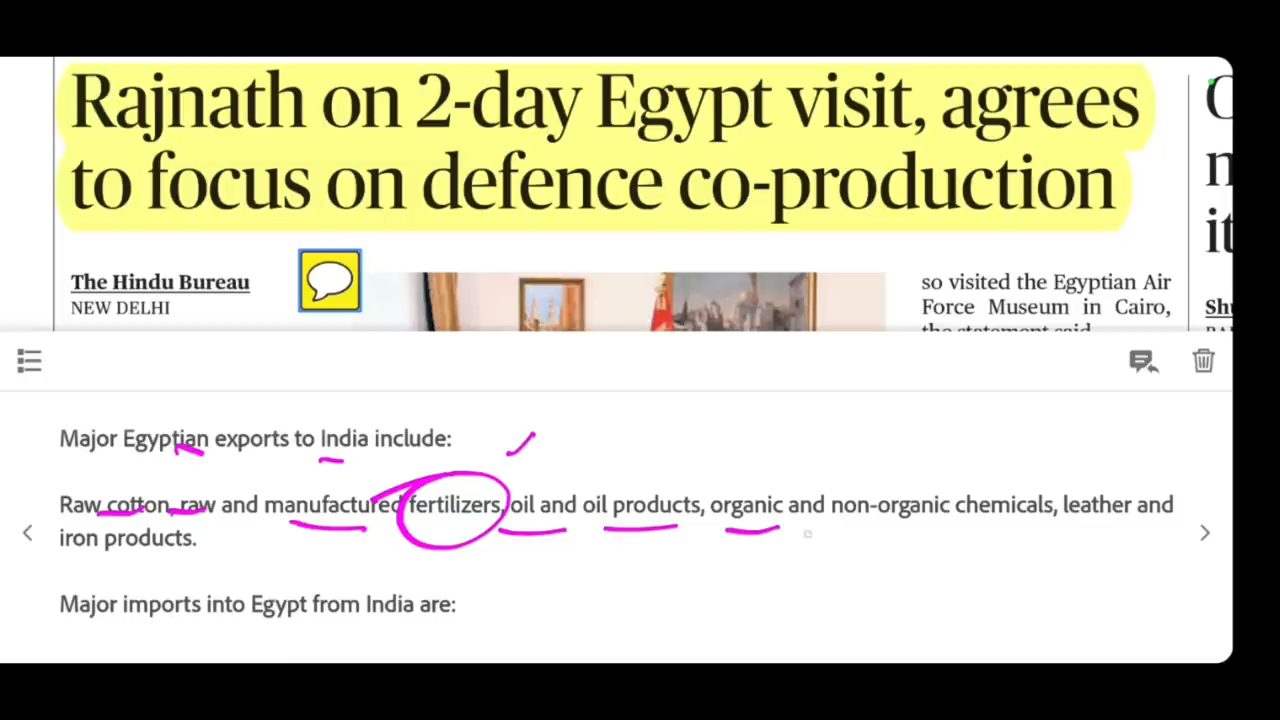 Rajnath on 2-day Egypt visit, agrees
to focus on defence co-production
The Hindu Bureau
NEW DELHI
so visited the Egyptian Air
Force Museum in Cairo,
the statement said.
Major Egyptian exports to India include:
Raw cotton, raw and manufactured fertilizers, oil and oil products, organic and non-organic chemicals, leather and
iron products.
Major imports into Egypt from India are: